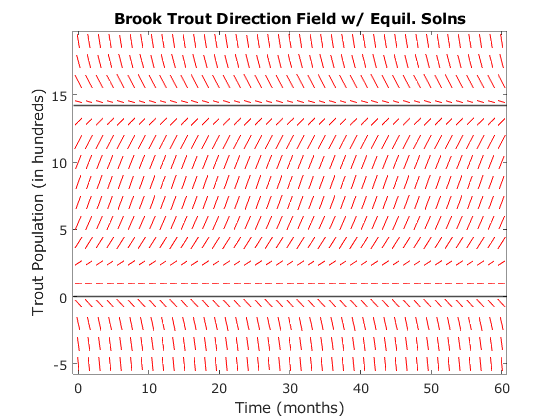 Brook Trout Direction Field w/ Equil. Solns
Trout Population (in hundreds)
15
10
5
0
-5
0 10 20 30 40 50 60
Time (months)